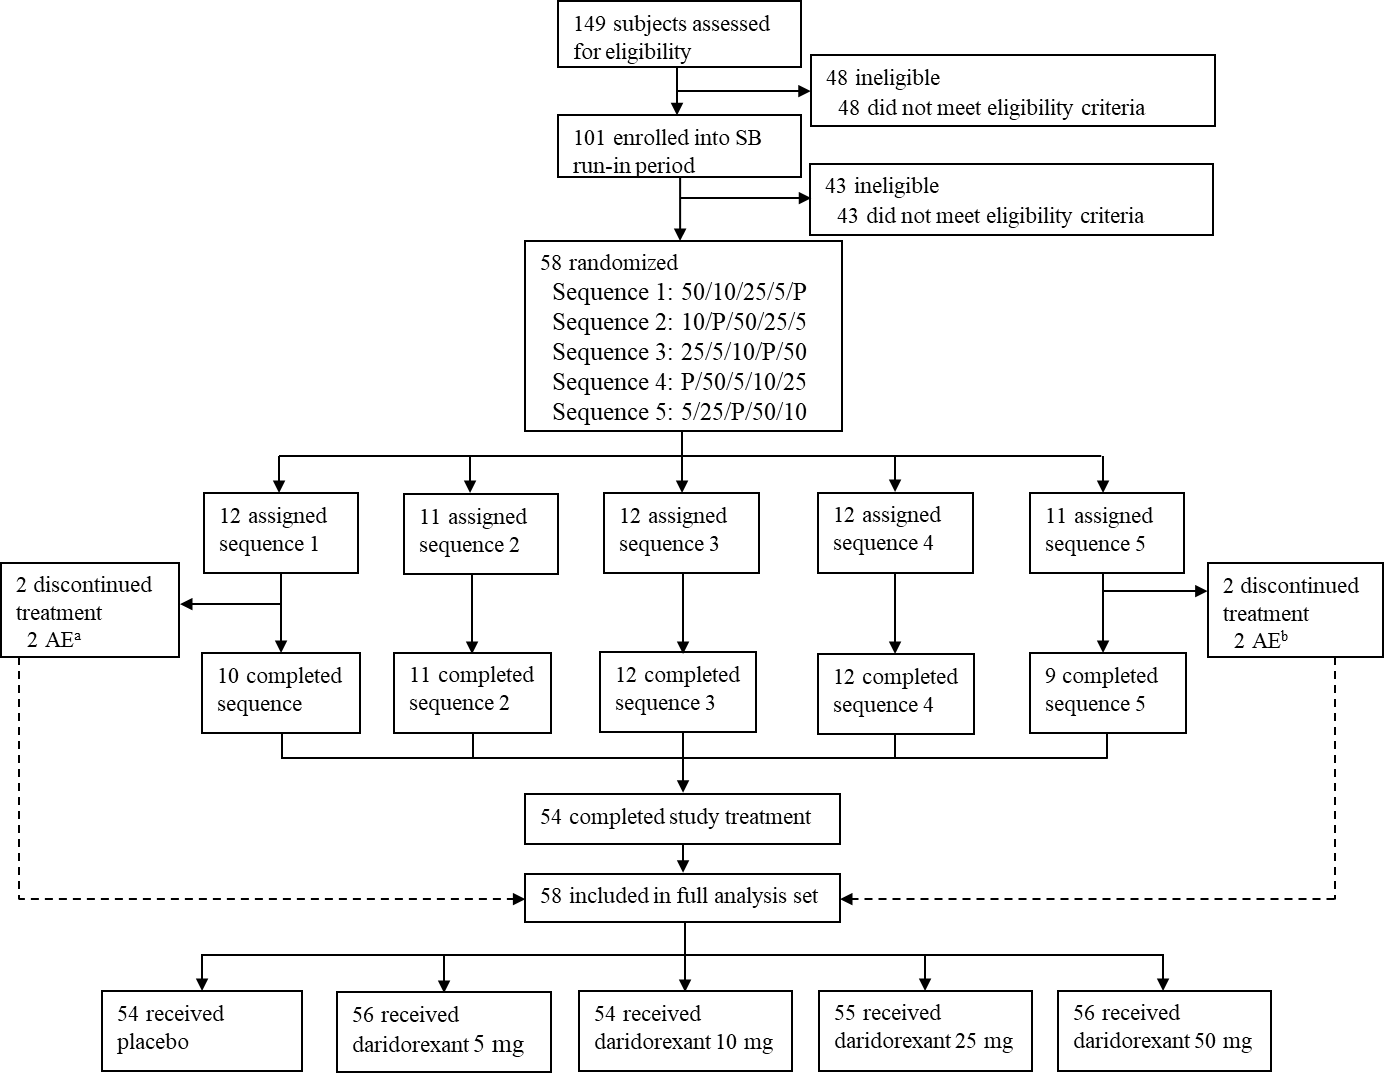 149 subjects assessed
for eligibility
48 ineligible
48 did not meet eligibility criteria
101 enrolled into SB
run-in period
43 ineligible
43 did not meet eligibility criteria
58 randomized
Sequence 1: 50/10/25/5/P
Sequence 2: 10/P/50/25/5
Sequence 3: 25/5/10/P/50
Sequence 4: P/50/5/10/25
Sequence 5: 5/25/P/50/10
12 assigned
sequence 1
11 assigned
sequence 2
12 assigned
sequence 3
12 assigned
sequence 4
11 assigned
sequence 5
2 discontinued
treatment
2 AEᵃ
2 discontinued
treatment
2 AEᵇ
10 completed
sequence
11 completed
sequence 2
12 completed
sequence 3
12 completed
sequence 4
9 completed
sequence 5
54 completed study treatment
58 included in full analysis set
54 received
placebo
56 received
daridorexant 5 mg
54 received
daridorexant 10 mg
55 received
daridorexant 25 mg
56 received
daridorexant 50 mg